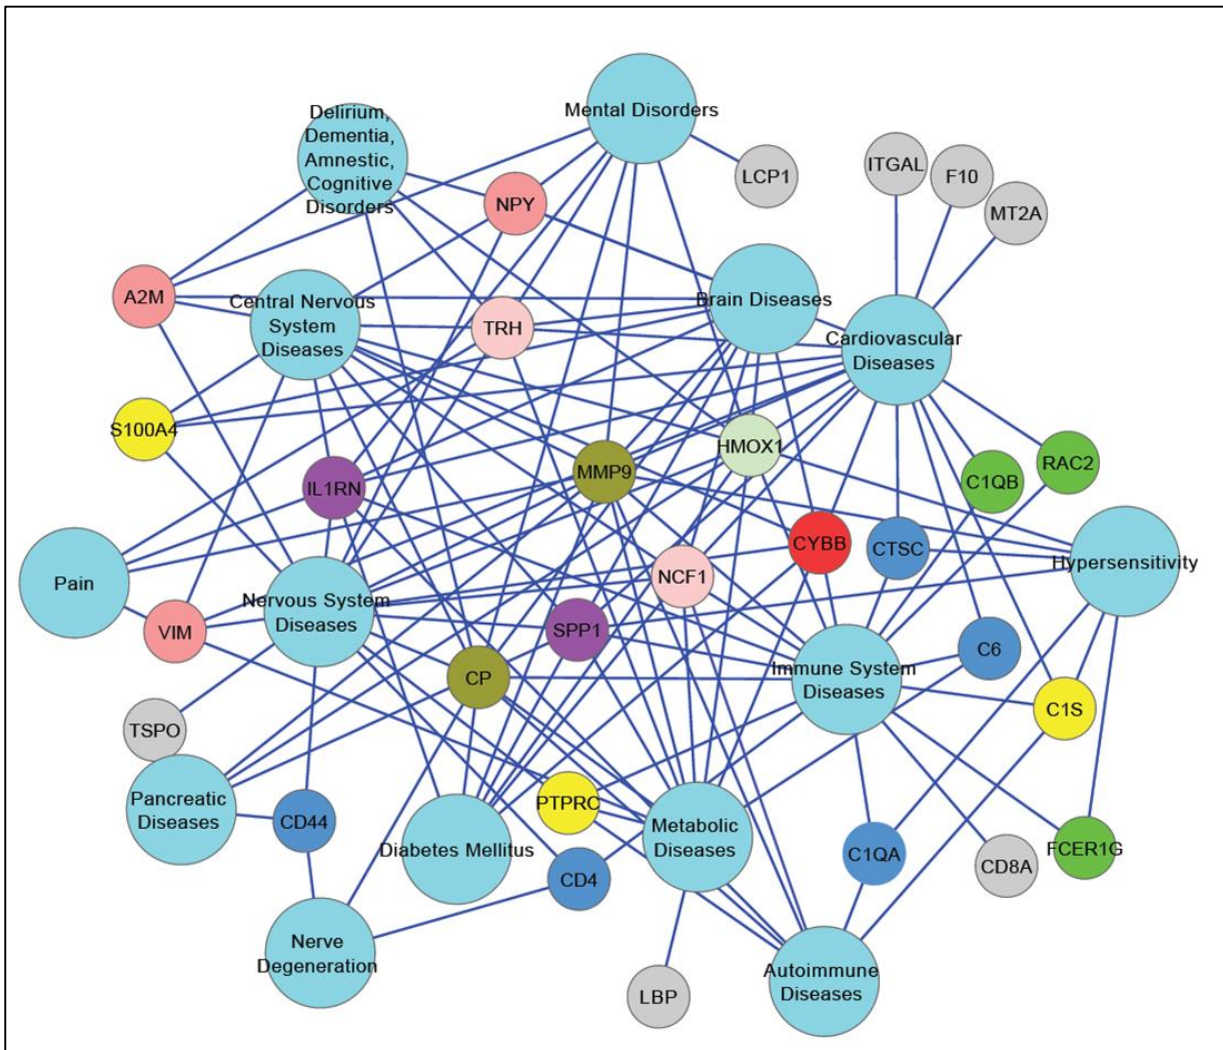 Mental Disorders
Delirium,
Dementia,
Amnestic,
Cognitive
Disorders
ITGAL
F10
LCP1
NPY
MT2A
A2M
Central Nervous
System
Diseases
Brain Diseases
TRH
Cardiovascular
Diseases
S100A4
HMOX1
MMP9
RAC2
IL1RN
C1QB
CYBB
CTSC
Hypersensitivity
Pain
NCF1
Nervous System
Diseases
VIM
SPP1
C6
CP
Immune System
Diseases
C1S
TSPO
Pancreatic
Diseases
CD44
PTPRC
Metabolic
Diseases
Diabetes Mellitus
C1QA
FCER1G
CD8A
CD4
Nerve
Degeneration
Autoimmune
Diseases
LBP